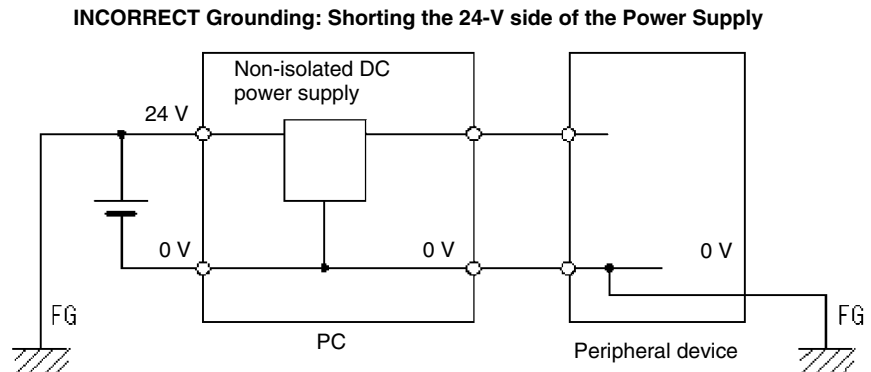 INCORRECT Grounding: Shorting the 24-V side of the Power Supply
Non-isolated DC
power supply
24 V
0 V
0 V
0 V
FG
FG
PC
Peripheral device